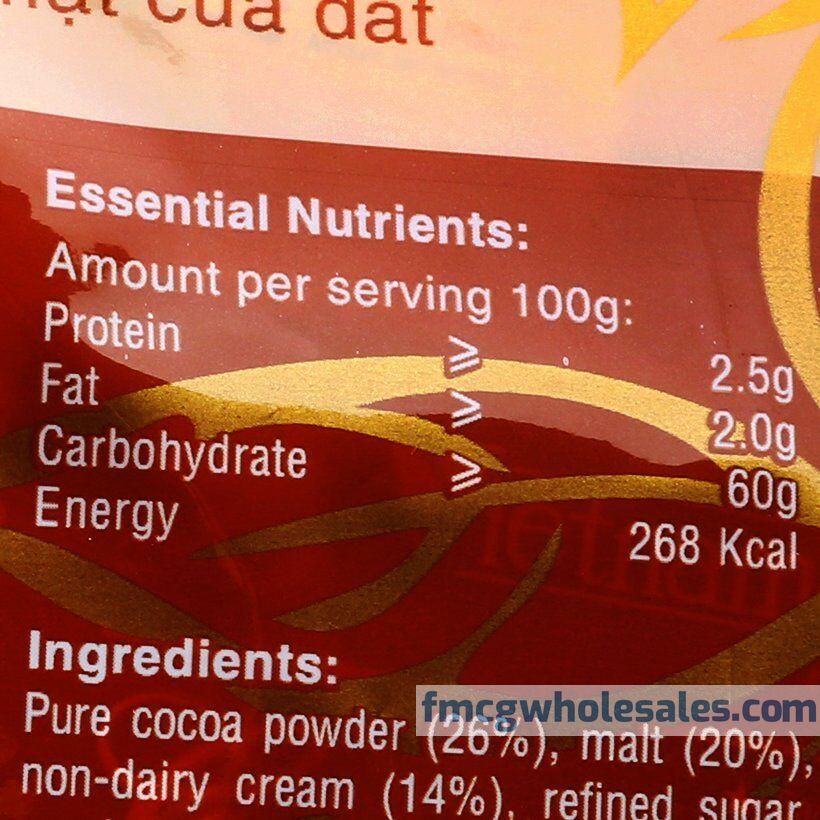 của đất
Essential Nutrients:
Amount per serving 100g:
Protein ⩾ 2.5g
Fat ⩾ 2.0g
Carbohydrate ⩾ 60g
Energy 268 Kcal
Ingredients:
Pure cocoa powder (26%), malt (20%),
non-dairy cream (14%), refined sugar
fmcgwholesales.com